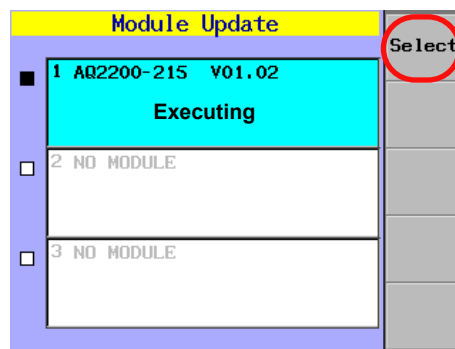 Module Update
Select
1 AQ2200-215 V01.02
Executing
2 NO MODULE
3 NO MODULE